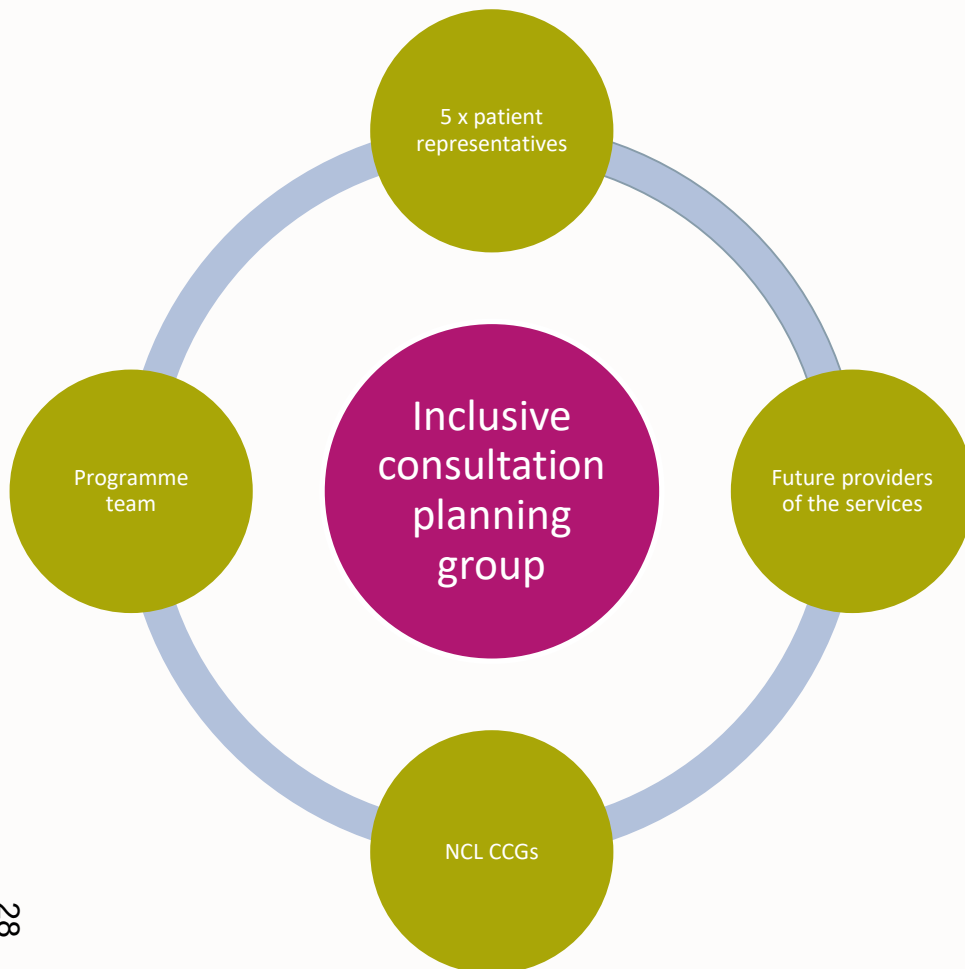 5 x patient
representatives
Programme
team
Inclusive
consultation
planning
group
Future providers
of the services
NCL CCGs
28